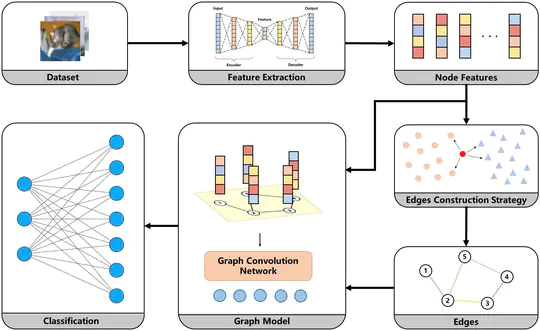 Input
Feature
Output
Encoder
Decoder
. . .
Dataset
Feature Extraction
Node Features
Edges Construction Strategy
Graph Convolution
Network
1
5
4
2
3
Classification
Graph Model
Edges